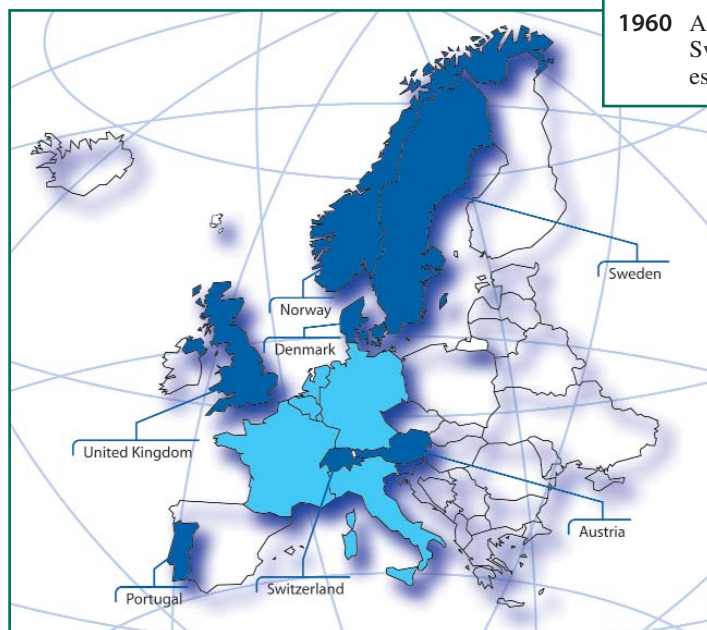 1960 A
Sweden
Norway
Denmark
United Kingdom
Austria
Switzerland
Portugal